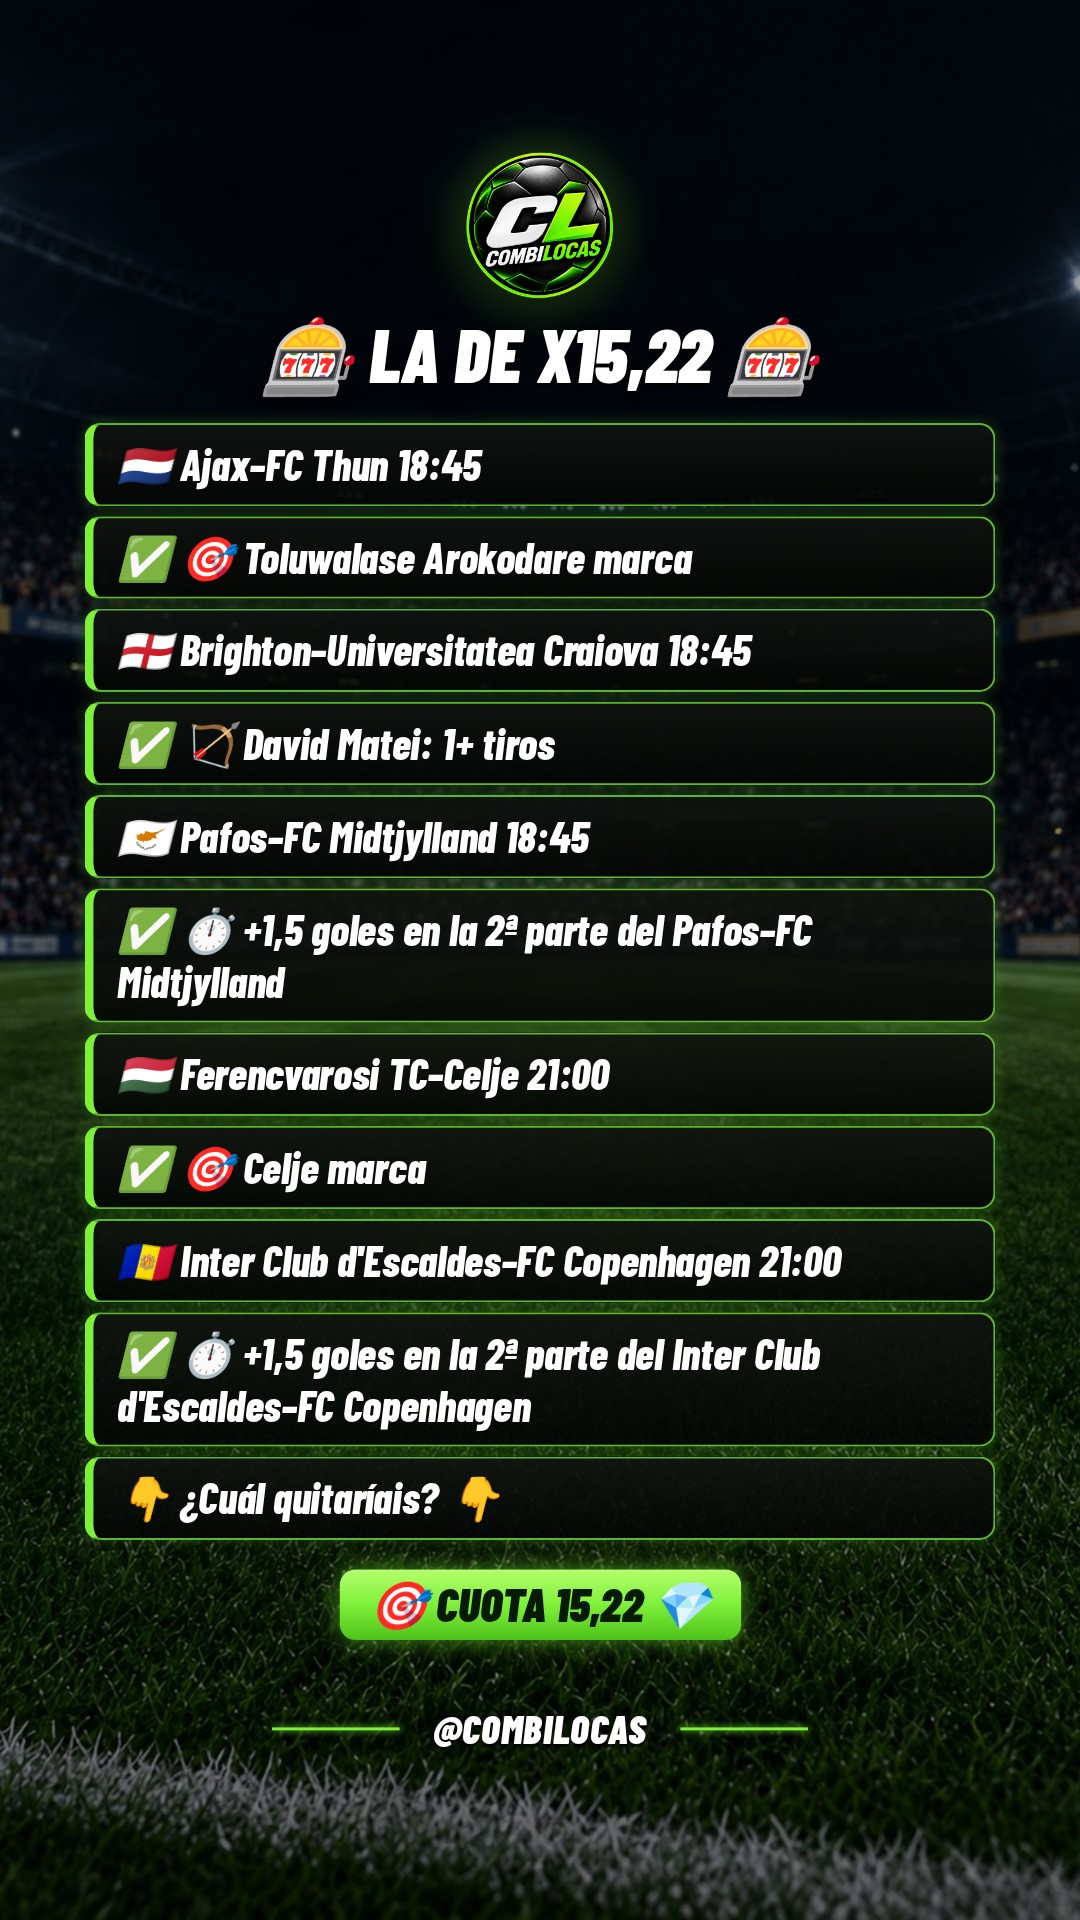 CL
COMBILOCAS
🎰 LA DE X15,22 🎰
🇳🇱 Ajax-FC Thun 18:45
✅ 🎯 Toluwalase Arokodare marca
🏴󠁧󠁢󠁥󠁮󠁧󠁿 Brighton-Universitatea Craiova 18:45
✅ 🏹 David Matei: 1+ tiros
🇨🇾 Pafos-FC Midtjylland 18:45
✅ ⏱️ +1,5 goles en la 2ª parte del Pafos-FC
Midtjylland
🇭🇺 Ferencvarosi TC-Celje 21:00
✅ 🎯 Celje marca
🇦🇩 Inter Club d'Escaldes-FC Copenhagen 21:00
✅ ⏱️ +1,5 goles en la 2ª parte del Inter Club
d'Escaldes-FC Copenhagen
👇 ¿Cuál quitaríais? 👇
🎯 CUOTA 15,22 💎
@COMBILOCAS